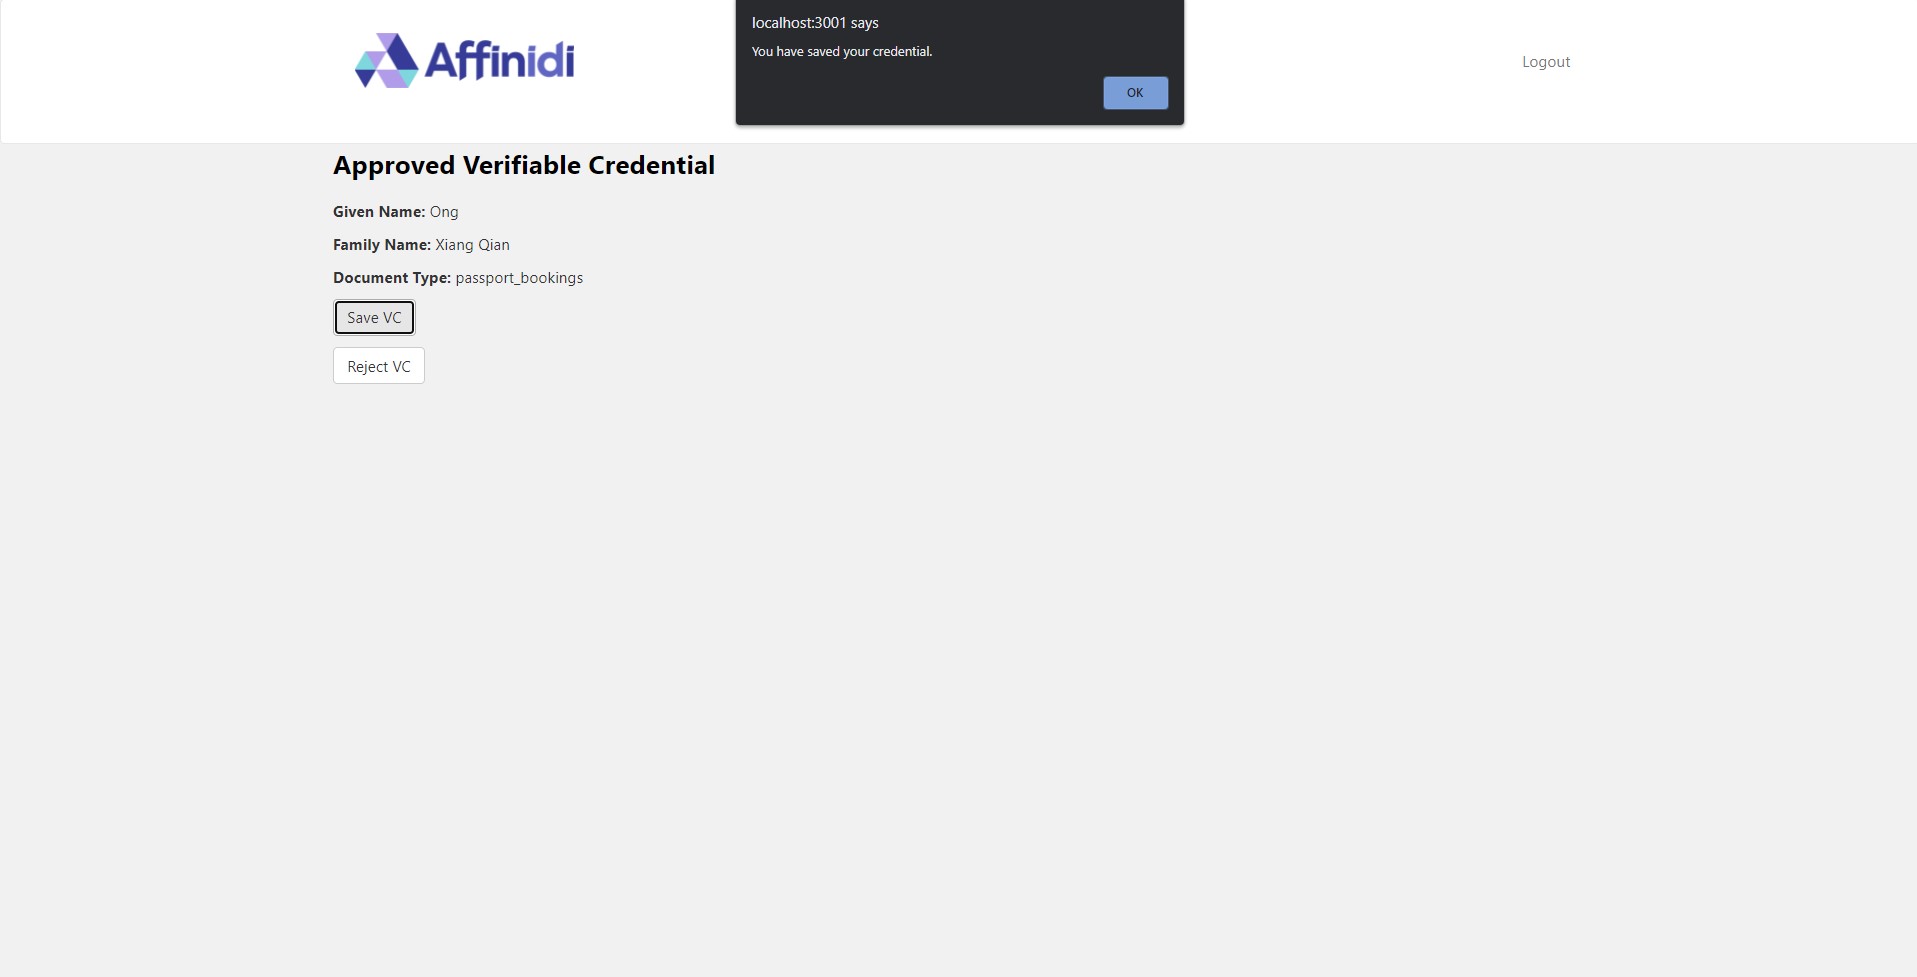 Affinidi
localhost:3001 says
You have saved your credential.
OK
Logout
Approved Verifiable Credential
Given Name: Ong
Family Name: Xiang Qian
Document Type: passport_bookings
Save VC
Reject VC